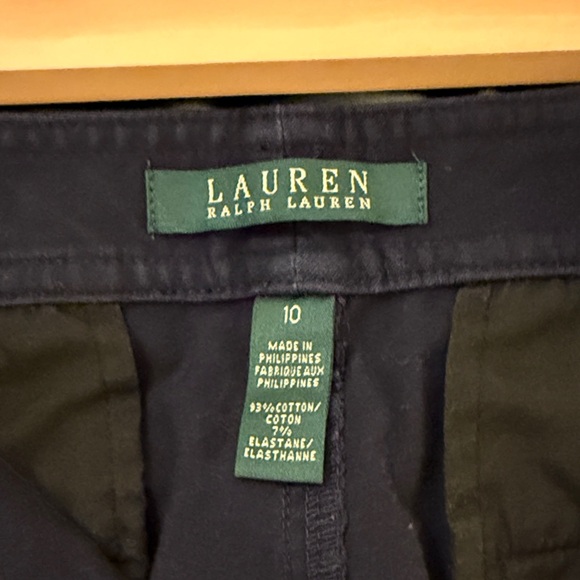 LAUREN
RALPH LAUREN
10
MADE IN
PHILIPPINES
FABRIQUE AUX
PHILIPPINES
93% COTTON/
COTON
7%
ELASTANE/
ELASTHANNE